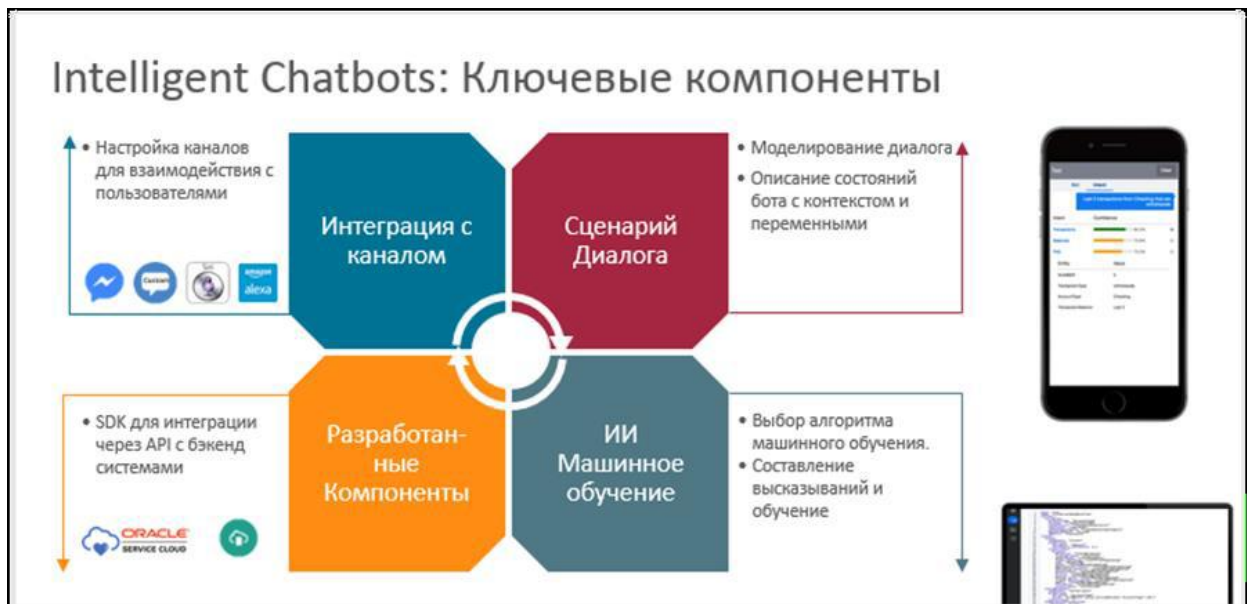 Intelligent Chatbots: Ключевые компоненты
• Настройка каналов
для взаимодействия с
пользователями
Custom
amazon
alexa
Интеграция с
каналом
Сценарий
Диалога
• Моделирование диалога
• Описание состояний
бота с контекстом и
переменными
• SDK для интеграции
через API с бэкенд
системами
ORACLE
SERVICE CLOUD
Разработан-
ные
Компоненты
ИИ
Машинное
обучение
• Выбор алгоритма
машинного обучения.
• Составление
высказываний и
обучение